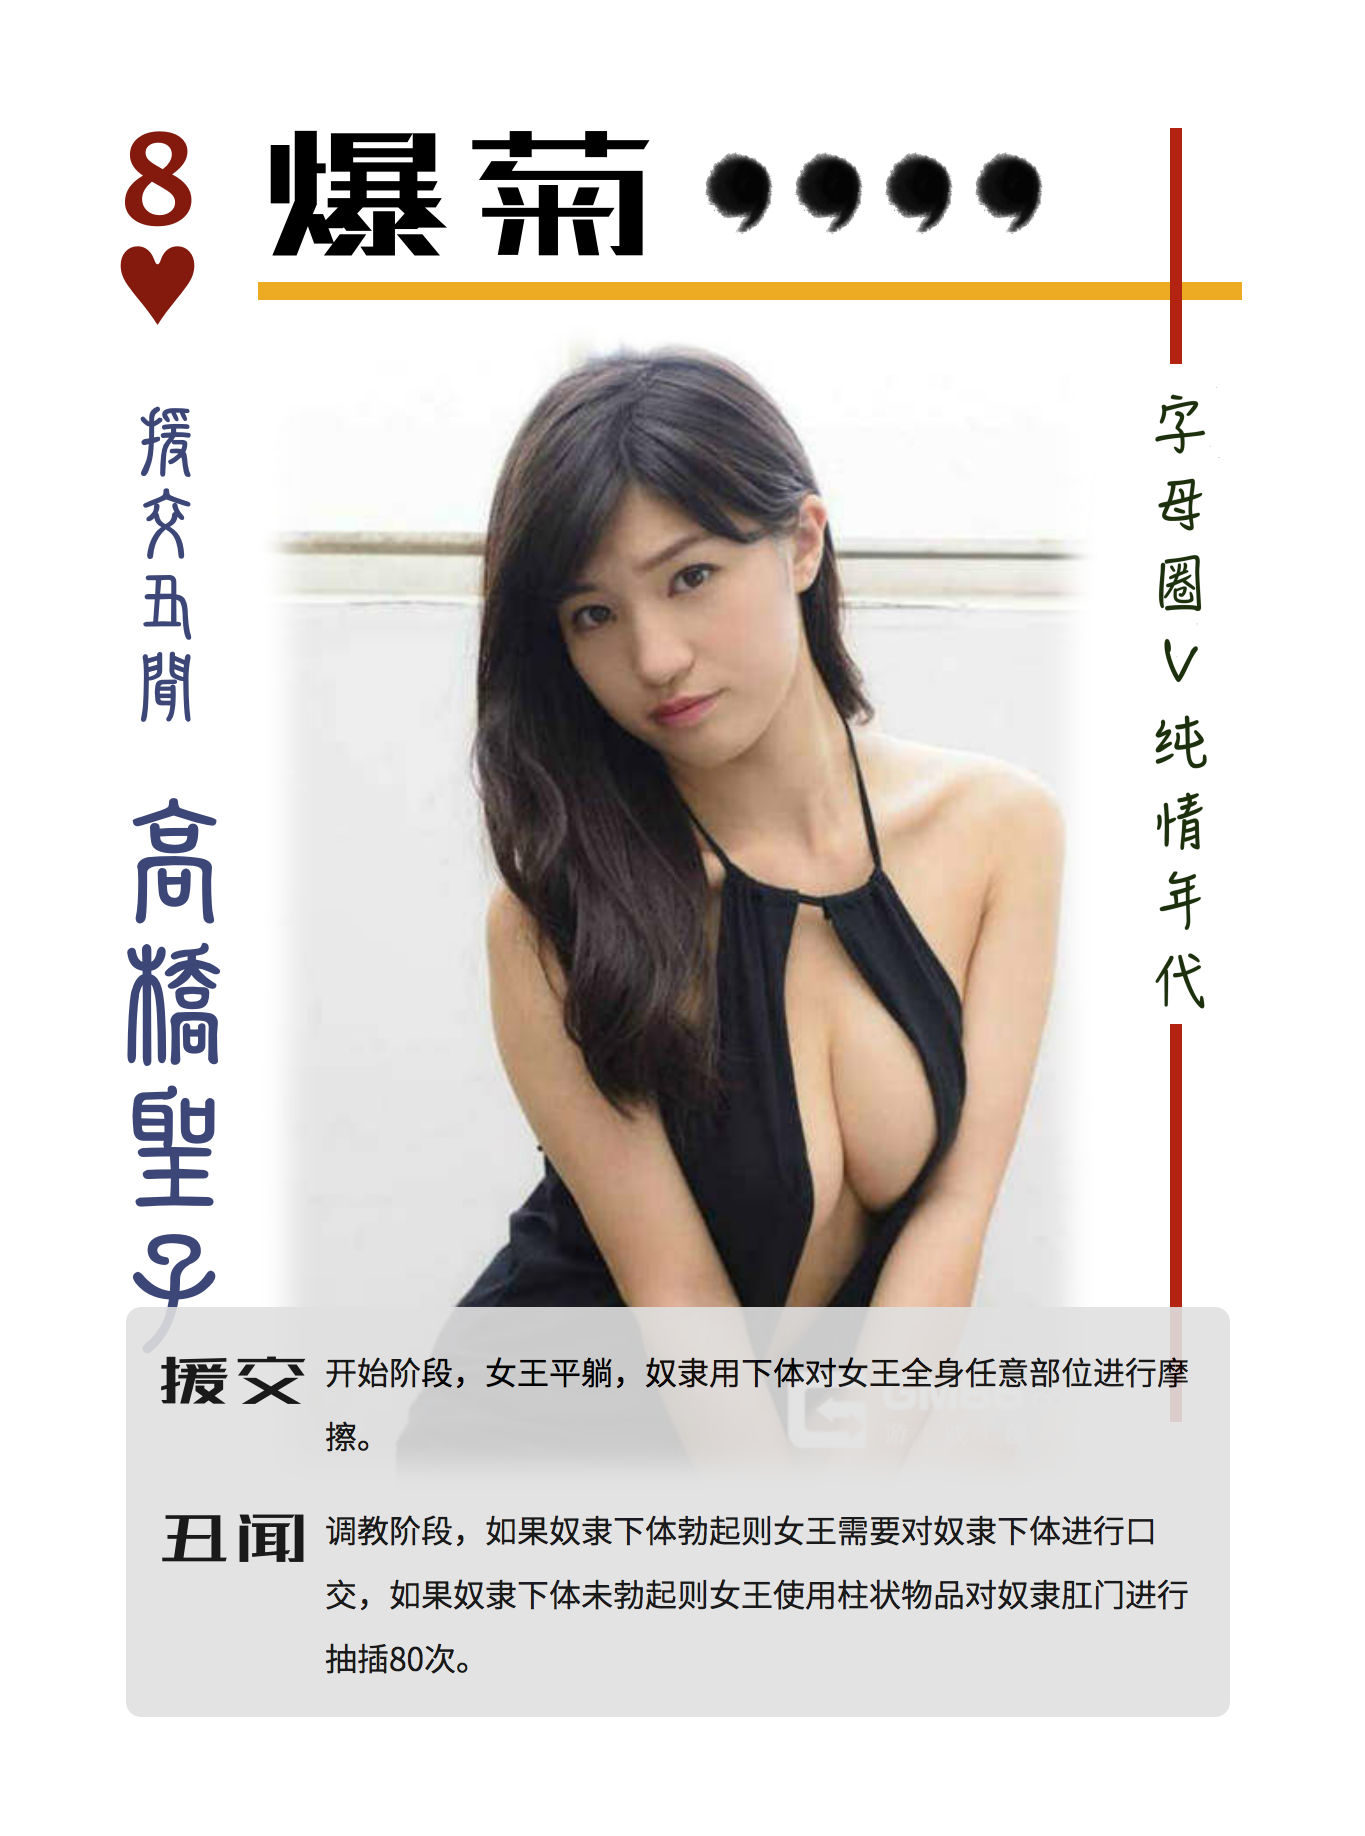 8
爆菊
援交丑聞
高橋聖子
字母圈V纯情年代
援交 开始阶段，女王平躺，奴隶用下体对女王全身任意部位进行摩
擦。
丑闻 调教阶段，如果奴隶下体勃起则女王需要对奴隶下体进行口
交，如果奴隶下体未勃起则女王使用柱状物品对奴隶肛门进行
抽插80次。